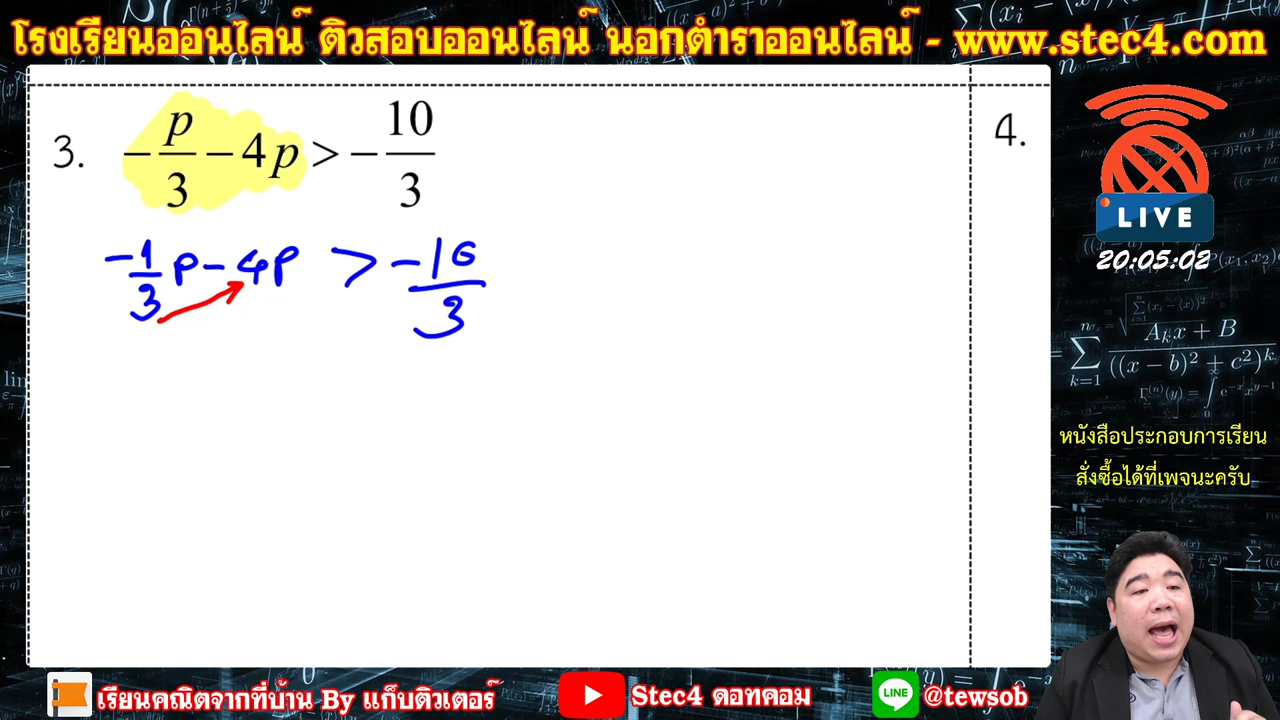 โรงเรียนออนไลน์ ติวสอบออนไลน์ นอกตำราออนไลน์ - www.stec4.com
3. -p/3 - 4p > -10/3
4.
-1/3 p - 4p > -10/3
LIVE
20:05:02
A_k x + B
((x - b)² + c²)^k
k=1
หนังสือประกอบการเรียน
สั่งซื้อได้ที่เพจนะครับ
เรียนคณิตจากที่บ้าน By แก็บติวเตอร์
Stec4 ดอทคอม
LINE
@tewsob